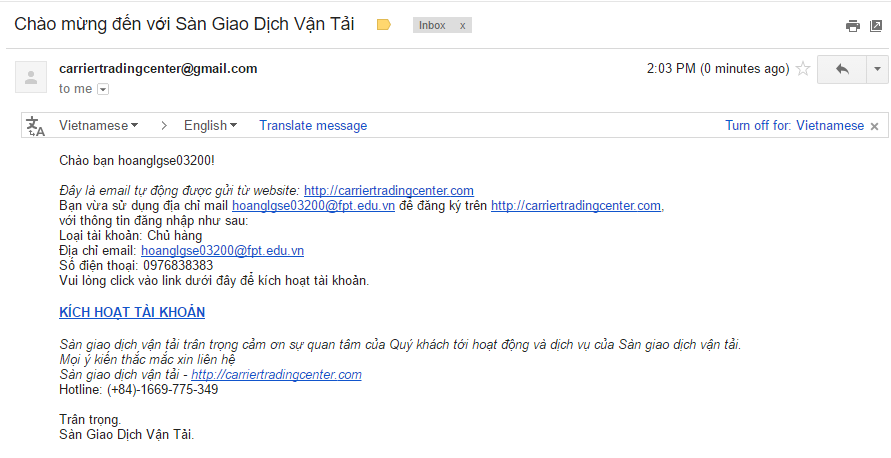 Chào mừng đến với Sàn Giao Dịch Vận Tải Inbox x
carriertradingcenter@gmail.com 2:03 PM (0 minutes ago)
to me
Vietnamese > English Translate message Turn off for: Vietnamese x
Chào bạn hoanglgse03200!
Đây là email tự động được gửi từ website: http://carriertradingcenter.com
Bạn vừa sử dụng địa chỉ mail hoanglgse03200@fpt.edu.vn để đăng ký trên http://carriertradingcenter.com,
với thông tin đăng nhập như sau:
Loại tài khoản: Chủ hàng
Địa chỉ email: hoanglgse03200@fpt.edu.vn
Số điện thoại: 0976838383
Vui lòng click vào link dưới đây để kích hoạt tài khoản.
KÍCH HOẠT TÀI KHOẢN
Sàn giao dịch vận tải trân trọng cảm ơn sự quan tâm của Quý khách tới hoạt động và dịch vụ của Sàn giao dịch vận tải.
Mọi ý kiến thắc mắc xin liên hệ
Sàn giao dịch vận tải - http://carriertradingcenter.com
Hotline: (+84)-1669-775-349
Trân trọng.
Sàn Giao Dịch Vận Tải.